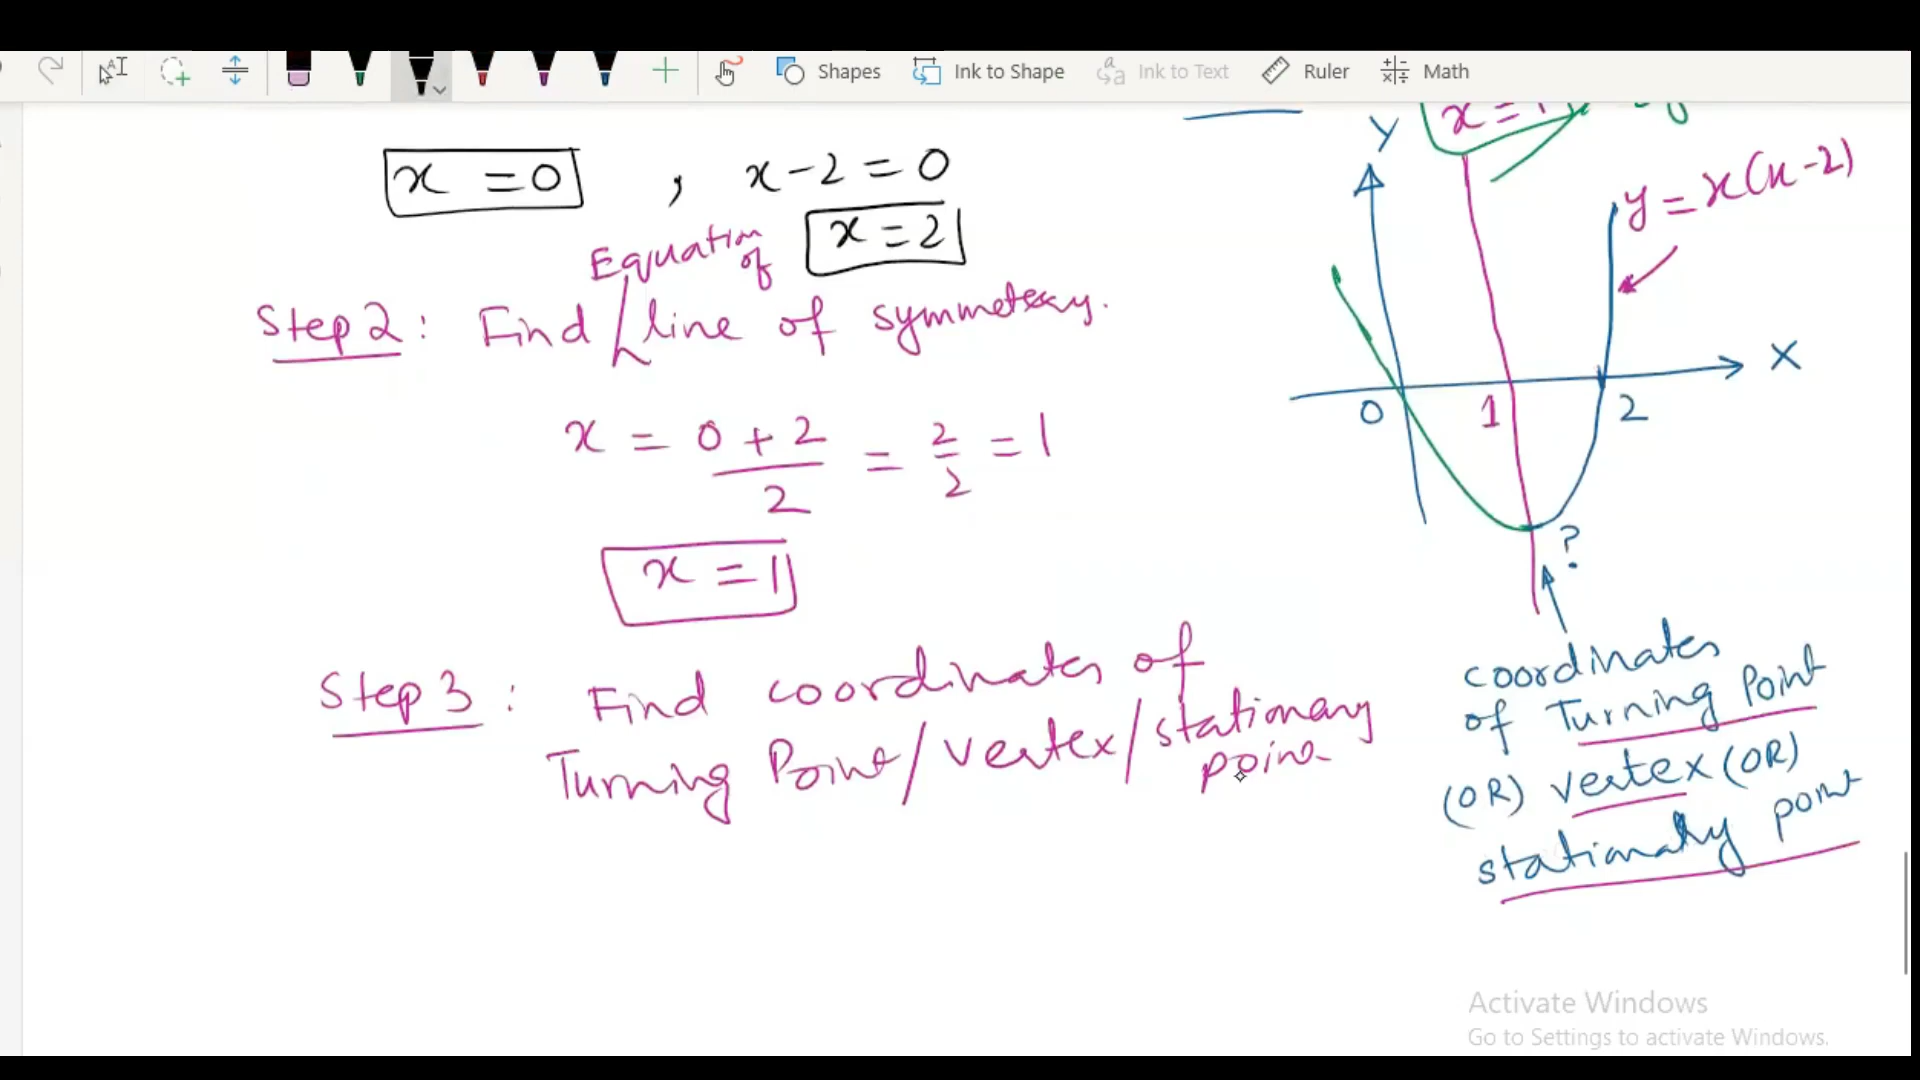 Shapes
Ink to Shape
Ink to Text
Ruler
Math
x = 0 , x-2 = 0
x = 2
Equation of
Step 2 : Find line of symmetery.
x = 0 + 2 / 2 = 2/2 = 1
x = 1
Step 3 : Find coordinates of
Turning Point / vertex / stationary
point
x = 1
Y
y = x(x-2)
X
0
1
2
?
coordinates
of Turning Point
(OR) vertex (OR)
stationary point
Activate Windows
Go to Settings to activate Windows.